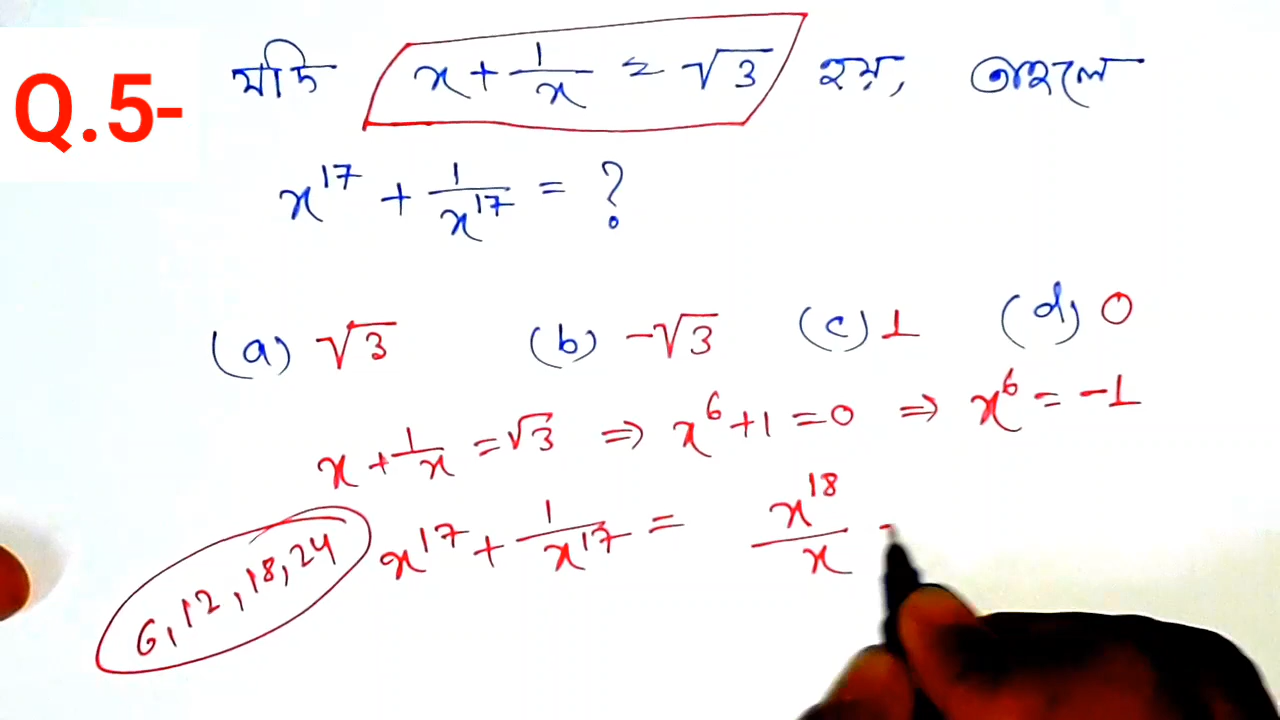 Q.5- যদি x + 1/x = √3 হয়, তাহলে
x¹⁷ + 1/x¹⁷ = ?
(a) √3 (b) -√3 (c) 1 (d) 0
x + 1/x = √3 ⇒ x⁶ + 1 = 0 ⇒ x⁶ = -1
6, 12, 18, 24 x¹⁷ + 1/x¹⁷ = x¹⁸/x